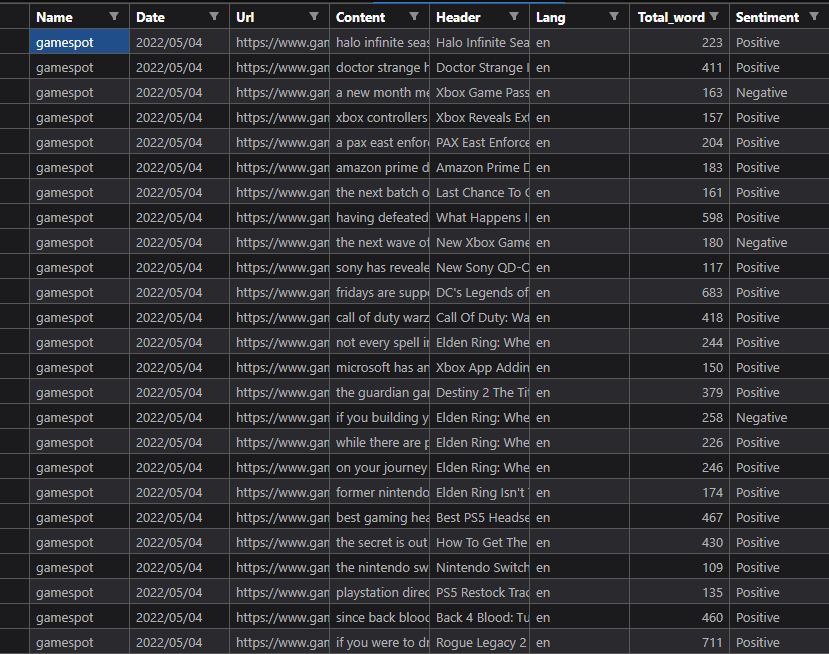 Name Date Url Content Header Lang Total_word Sentiment
gamespot 2022/05/04 https://www.gan halo infinite seas Halo Infinite Sea en 223 Positive
gamespot 2022/05/04 https://www.gan doctor strange h Doctor Strange I en 411 Positive
gamespot 2022/05/04 https://www.gan a new month me Xbox Game Pass en 163 Negative
gamespot 2022/05/04 https://www.gan xbox controllers Xbox Reveals Ext en 157 Positive
gamespot 2022/05/04 https://www.gan a pax east enforc PAX East Enforce en 204 Positive
gamespot 2022/05/04 https://www.gan amazon prime d Amazon Prime D en 183 Positive
gamespot 2022/05/04 https://www.gan the next batch o Last Chance To G en 161 Positive
gamespot 2022/05/04 https://www.gan having defeated What Happens I en 598 Positive
gamespot 2022/05/04 https://www.gan the next wave of New Xbox Game en 180 Negative
gamespot 2022/05/04 https://www.gan sony has reveale New Sony QD-O en 117 Positive
gamespot 2022/05/04 https://www.gan fridays are suppo DC's Legends of en 683 Positive
gamespot 2022/05/04 https://www.gan call of duty warz Call Of Duty: Wa en 418 Positive
gamespot 2022/05/04 https://www.gan not every spell in Elden Ring: Whe en 244 Positive
gamespot 2022/05/04 https://www.gan microsoft has an Xbox App Addin en 150 Positive
gamespot 2022/05/04 https://www.gan the guardian gar Destiny 2 The Tit en 379 Positive
gamespot 2022/05/04 https://www.gan if you building y Elden Ring: Whe en 258 Negative
gamespot 2022/05/04 https://www.gan while there are p Elden Ring: Whe en 226 Positive
gamespot 2022/05/04 https://www.gan on your journey Elden Ring: Whe en 246 Positive
gamespot 2022/05/04 https://www.gan former nintendo Elden Ring Isn't en 174 Positive
gamespot 2022/05/04 https://www.gan best gaming hea Best PS5 Headse en 467 Positive
gamespot 2022/05/04 https://www.gan the secret is out How To Get The en 430 Positive
gamespot 2022/05/04 https://www.gan the nintendo sw Nintendo Switch en 109 Positive
gamespot 2022/05/04 https://www.gan playstation direc PS5 Restock Trac en 135 Positive
gamespot 2022/05/04 https://www.gan since back blood Back 4 Blood: Tu en 460 Positive
gamespot 2022/05/04 https://www.gan if you were to dr Rogue Legacy 2 en 711 Positive